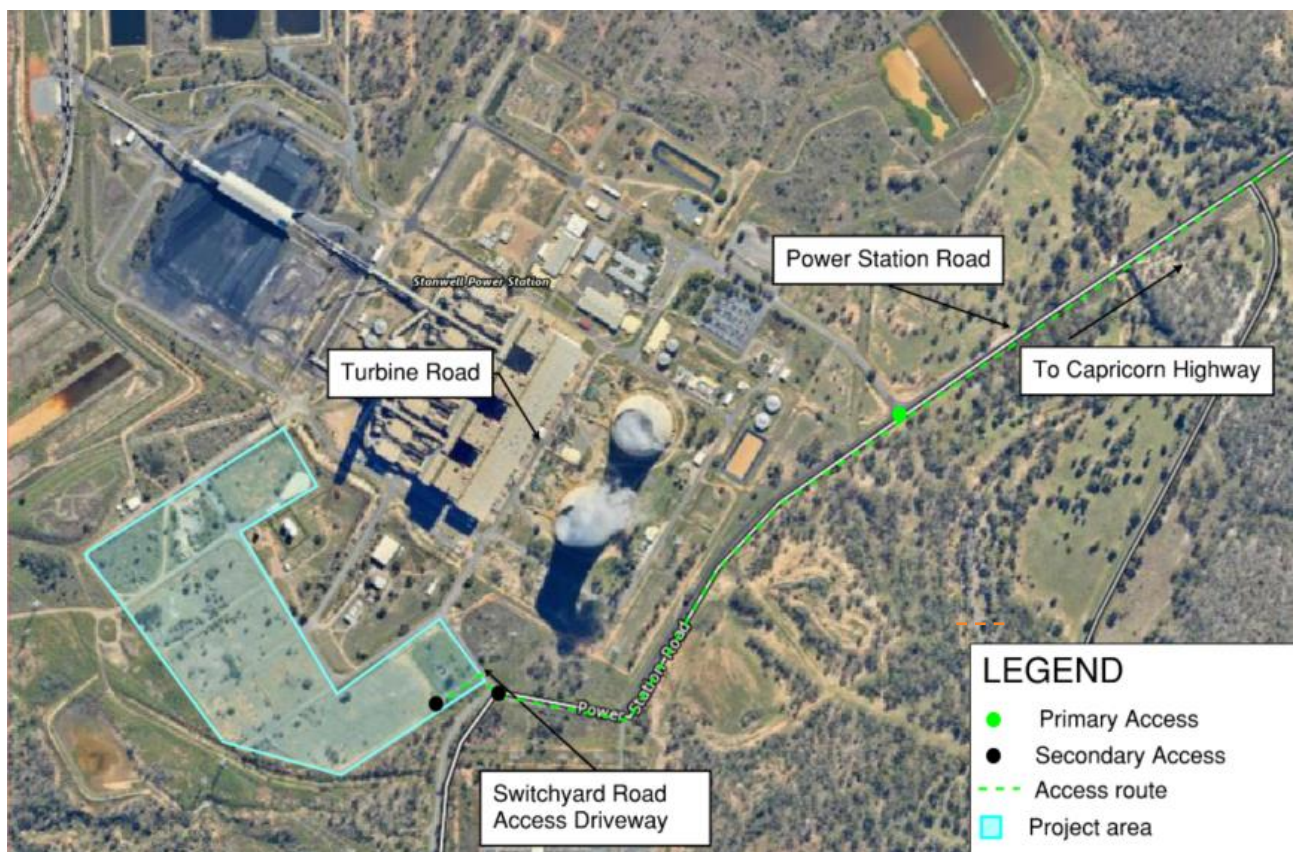 Stanwell Power Station
Power Station Road
To Capricorn Highway
Turbine Road
Power Station Road
Switchyard Road
Access Driveway
LEGEND
Primary Access
Secondary Access
Access route
Project area